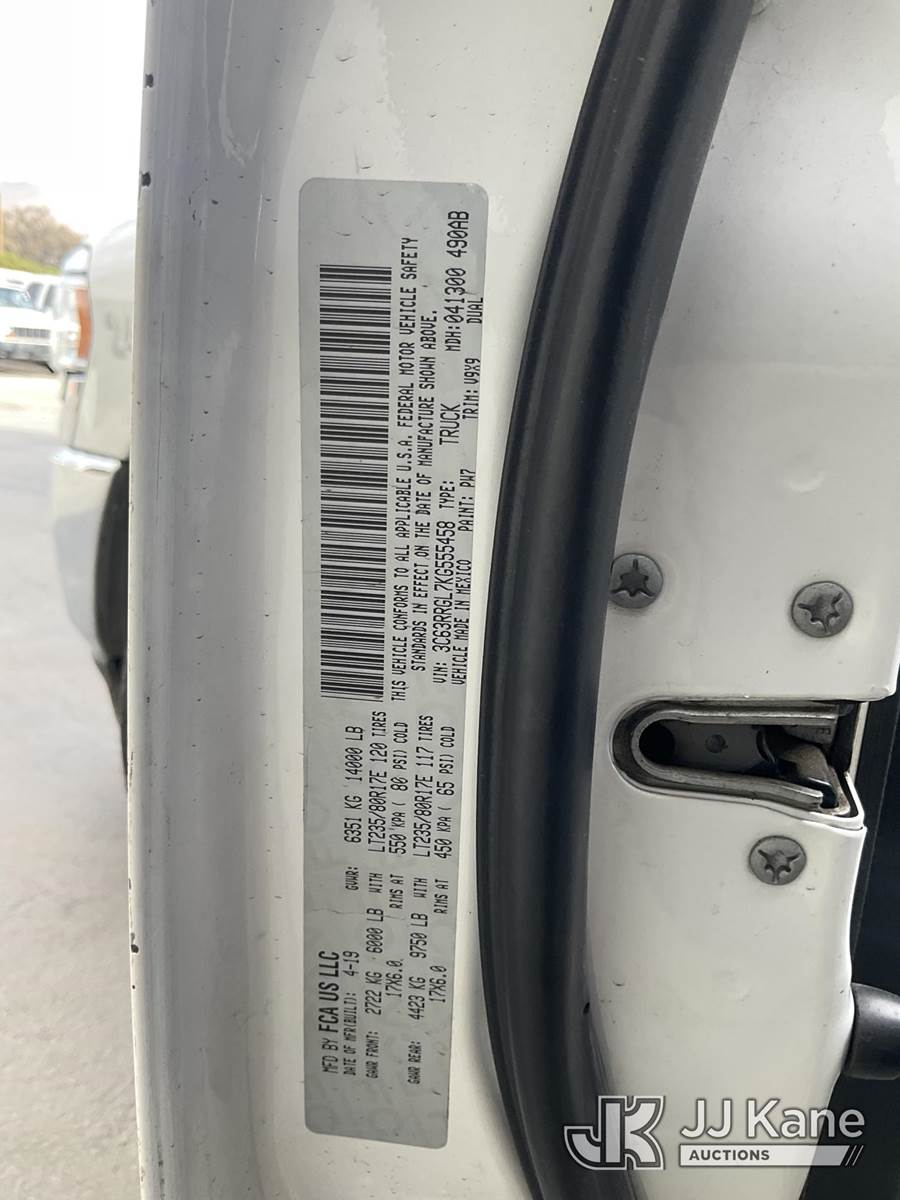 MFD BY FCA US LLC
DATE OF MFR(BUILT): 4-19 GVWR: 6351 KG 14000 LB
GAWR FRONT: 2722 KG 6000 LB WITH LT235/80R17E 120 TIRES
17X6.0 RIMS AT 550 KPA ( 80 PSI) COLD
GAWR REAR: 4423 KG 9750 LB WITH LT235/80R17E 117 TIRES
17X6.0 RIMS AT 450 KPA ( 65 PSI) COLD
THIS VEHICLE CONFORMS TO ALL APPLICABLE U.S.A. FEDERAL MOTOR VEHICLE SAFETY
STANDARDS IN EFFECT ON THE DATE OF MANUFACTURE SHOWN ABOVE.
VIN: 3C63RRGL7KG555458 TYPE: TRUCK MDH:041300 490AB
VEHICLE MADE IN MEXICO PAINT: PW7 TRIM: V9X9 DUAL
JK JJ Kane
AUCTIONS